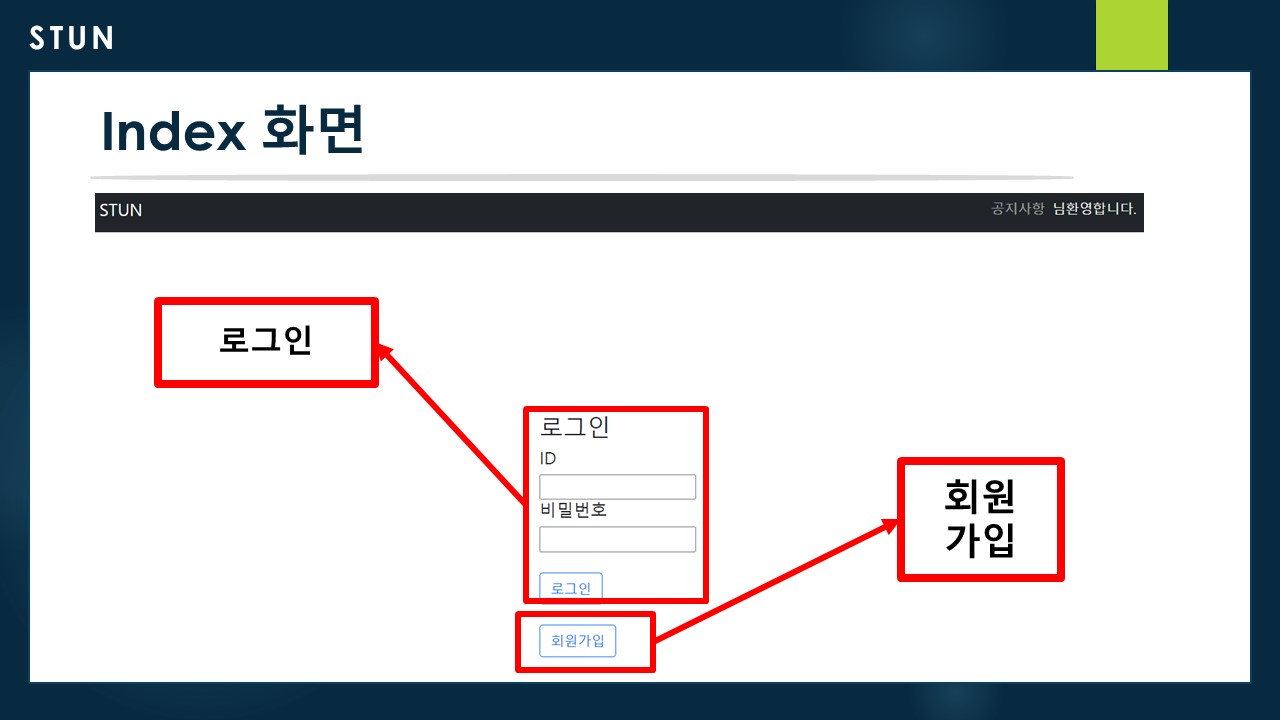 STUN
Index 화면
STUN
공지사항 님환영합니다.
로그인
로그인
ID
비밀번호
로그인
회원가입
회원
가입